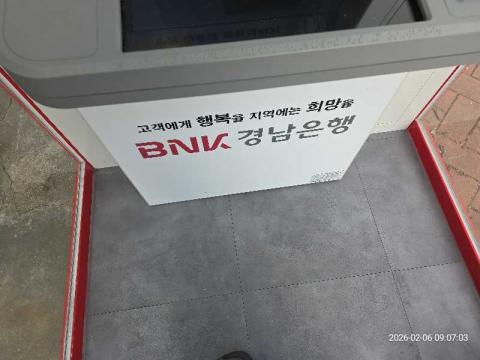 고객에게 행복을 지역에는 희망을
BNK 경남은행
2026-02-06 09:07:03